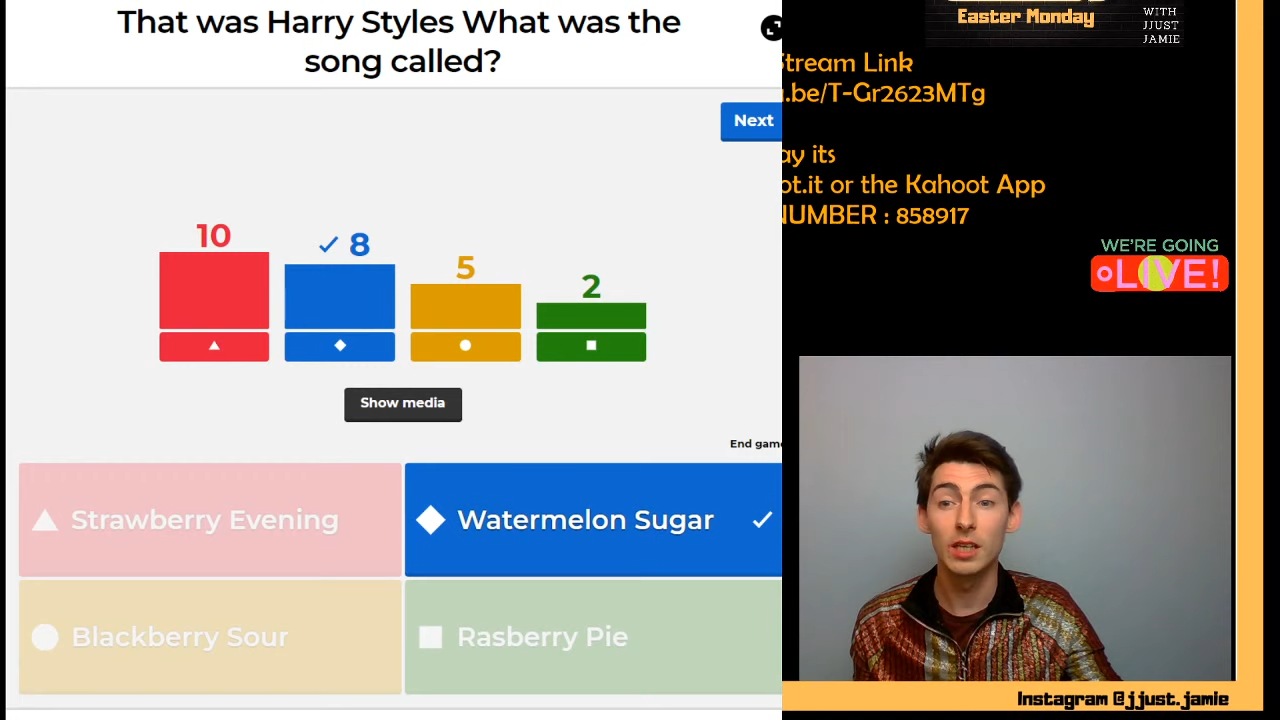 That was Harry Styles What was the
song called?
Next
10
8
5
2
Show media
End game
Strawberry Evening
Watermelon Sugar
Blackberry Sour
Rasberry Pie
Easter Monday
WITH
JJUST
JAMIE
Stream Link
.be/T-Gr2623MTg
ay its
ot.it or the Kahoot App
NUMBER : 858917
WE'RE GOING
LIVE!
Instagram @jjust.jamie